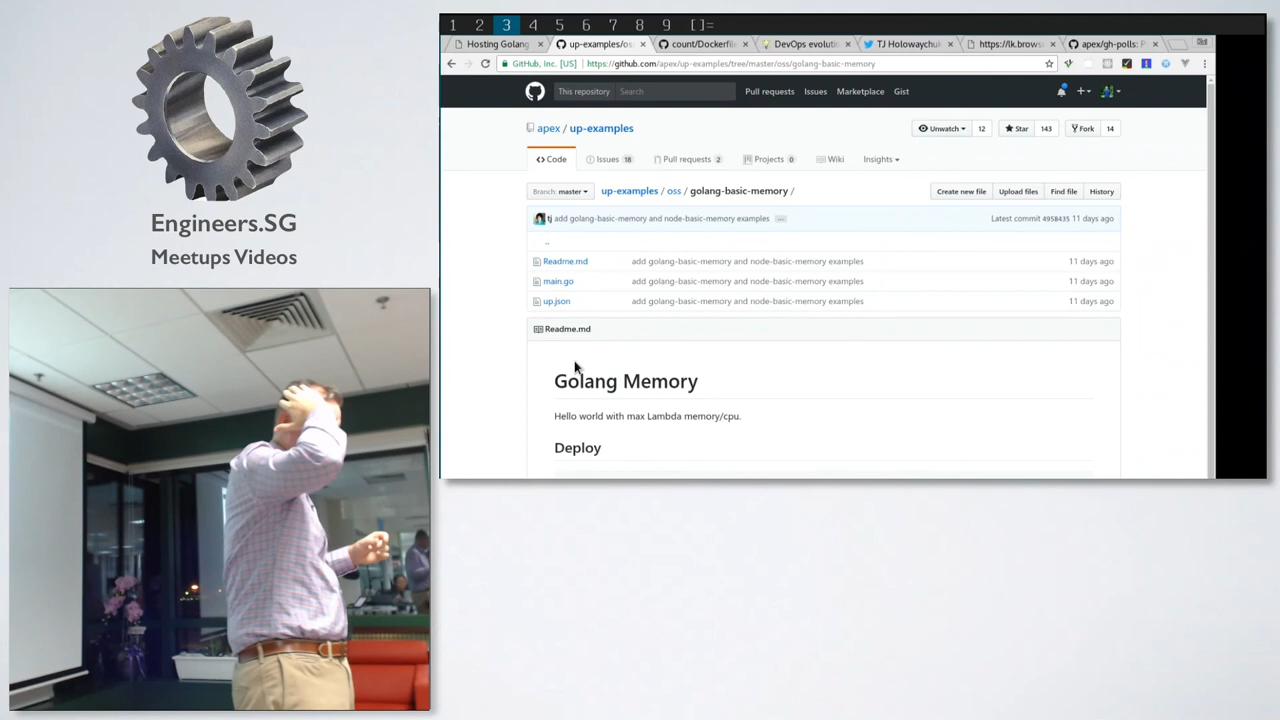 Engineers.SG
Meetups Videos
1 2 3 4 5 6 7 8 9 []=
Hosting Golang × up-examples/os: × count/Dockerfil × DevOps evoluti × TJ Holowaychu × https://lk.brows × apex/gh-polls: P ×
GitHub, Inc. [US] https://github.com/apex/up-examples/tree/master/oss/golang-basic-memory
This repository Search Pull requests Issues Marketplace Gist
apex / up-examples Unwatch 12 Star 143 Fork 14
Code Issues 18 Pull requests 2 Projects 0 Wiki Insights
Branch: master up-examples / oss / golang-basic-memory / Create new file Upload files Find file History
tj add golang-basic-memory and node-basic-memory examples ... Latest commit 4958435 11 days ago
..
Readme.md add golang-basic-memory and node-basic-memory examples 11 days ago
main.go add golang-basic-memory and node-basic-memory examples 11 days ago
up.json add golang-basic-memory and node-basic-memory examples 11 days ago
Readme.md
Golang Memory
Hello world with max Lambda memory/cpu.
Deploy